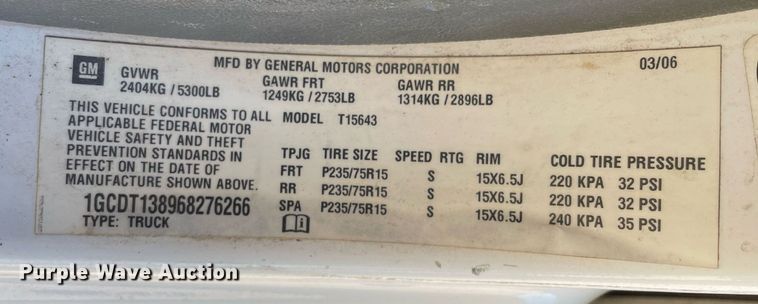 GM
MFD BY GENERAL MOTORS CORPORATION 03/06
GVWR GAWR FRT GAWR RR
2404KG / 5300LB 1249KG / 2753LB 1314KG / 2896LB
THIS VEHICLE CONFORMS TO ALL
APPLICABLE FEDERAL MOTOR
VEHICLE SAFETY AND THEFT
PREVENTION STANDARDS IN
EFFECT ON THE DATE OF
MANUFACTURE SHOWN ABOVE.
1GCDT138968276266
TYPE: TRUCK
MODEL T15643
TPJG TIRE SIZE SPEED RTG RIM COLD TIRE PRESSURE
FRT P235/75R15 S 15X6.5J 220 KPA 32 PSI
RR P235/75R15 S 15X6.5J 220 KPA 32 PSI
SPA P235/75R15 S 15X6.5J 240 KPA 35 PSI
Purple Wave Auction